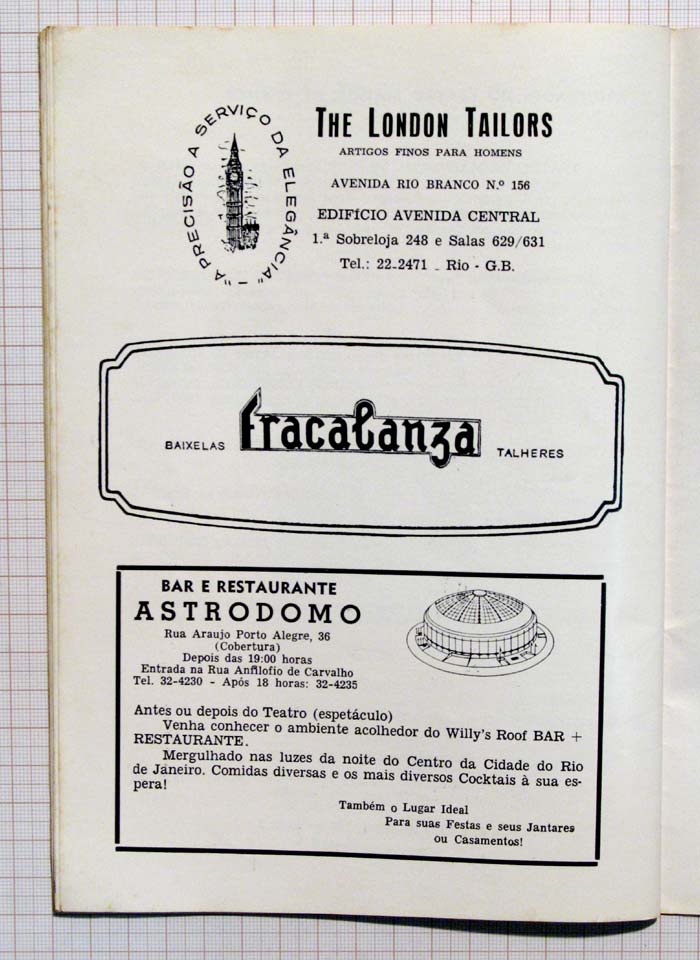 "A PRECISÃO A SERVIÇO DA ELEGÂNCIA"
THE LONDON TAILORS
ARTIGOS FINOS PARA HOMENS
AVENIDA RIO BRANCO N.º 156
EDIFÍCIO AVENIDA CENTRAL
1.ª Sobreloja 248 e Salas 629/631
Tel.: 22-2471 - Rio - G.B.
BAIXELAS fracalanza TALHERES
BAR E RESTAURANTE
ASTRODOMO
Rua Araujo Porto Alegre, 36
(Cobertura)
Depois das 19:00 horas
Entrada na Rua Anfilofio de Carvalho
Tel. 32-4230 - Após 18 horas: 32-4235
Antes ou depois do Teatro (espetáculo)
Venha conhecer o ambiente acolhedor do Willy's Roof BAR +
RESTAURANTE.
Mergulhado nas luzes da noite do Centro da Cidade do Rio
de Janeiro. Comidas diversas e os mais diversos Cocktais à sua es-
pera!
Também o Lugar Ideal
Para suas Festas e seus Jantares
ou Casamentos!